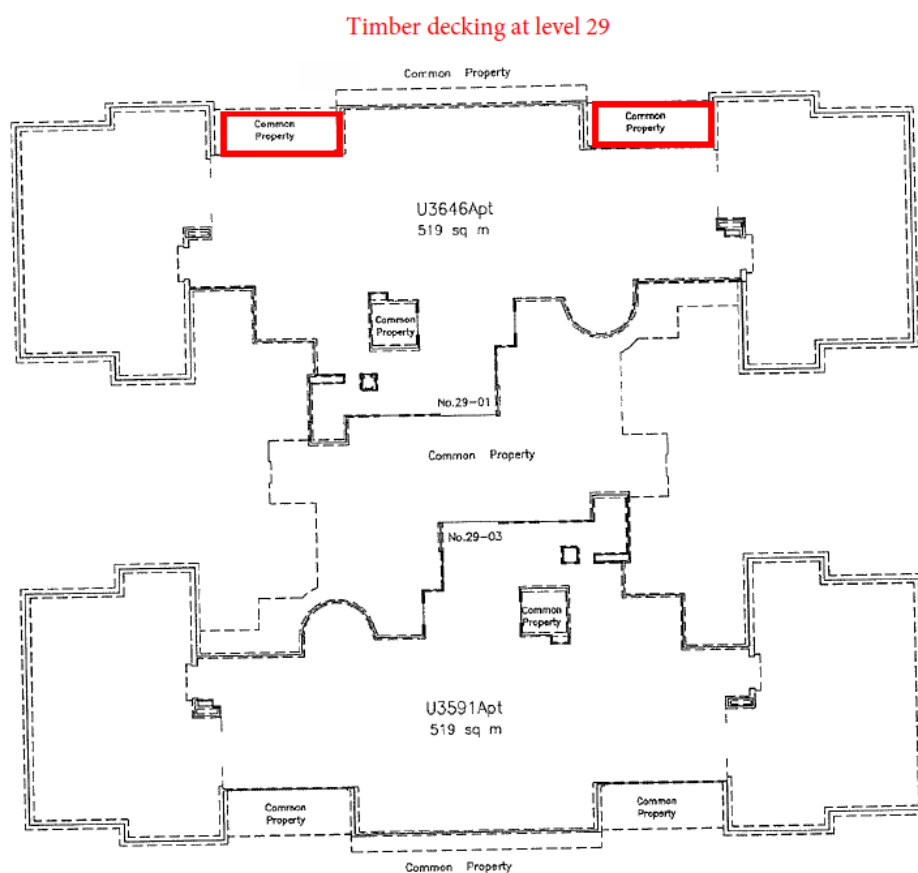 Timber decking at level 29
Common Property
Common
Property
Common
Property
U3646Apt
519 sq m
Common
Property
No.29-01
Common Property
No.29-03
Common
Property
U3591Apt
519 sq m
Common
Property
Common
Property
Common Property